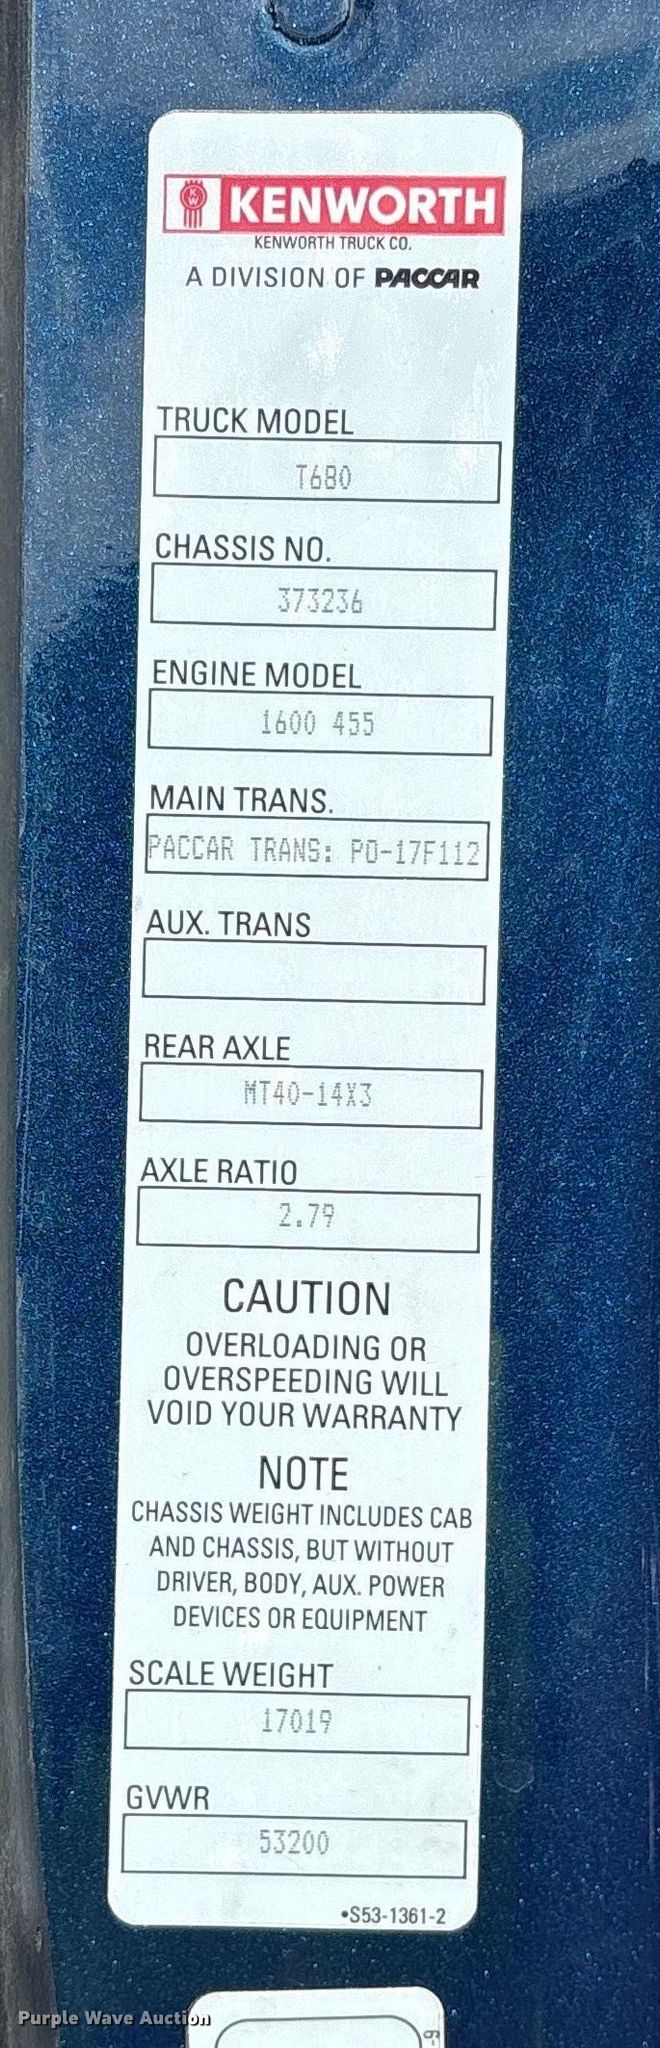 KW KENWORTH
KENWORTH TRUCK CO.
A DIVISION OF PACCAR
TRUCK MODEL
T680
CHASSIS NO.
373236
ENGINE MODEL
1600 455
MAIN TRANS.
PACCAR TRANS: PO-17F112
AUX. TRANS
REAR AXLE
MT40-14X3
AXLE RATIO
2.79
CAUTION
OVERLOADING OR
OVERSPEEDING WILL
VOID YOUR WARRANTY
NOTE
CHASSIS WEIGHT INCLUDES CAB
AND CHASSIS, BUT WITHOUT
DRIVER, BODY, AUX. POWER
DEVICES OR EQUIPMENT
SCALE WEIGHT
17019
GVWR
53200
•S53-1361-2
Purple Wave Auction